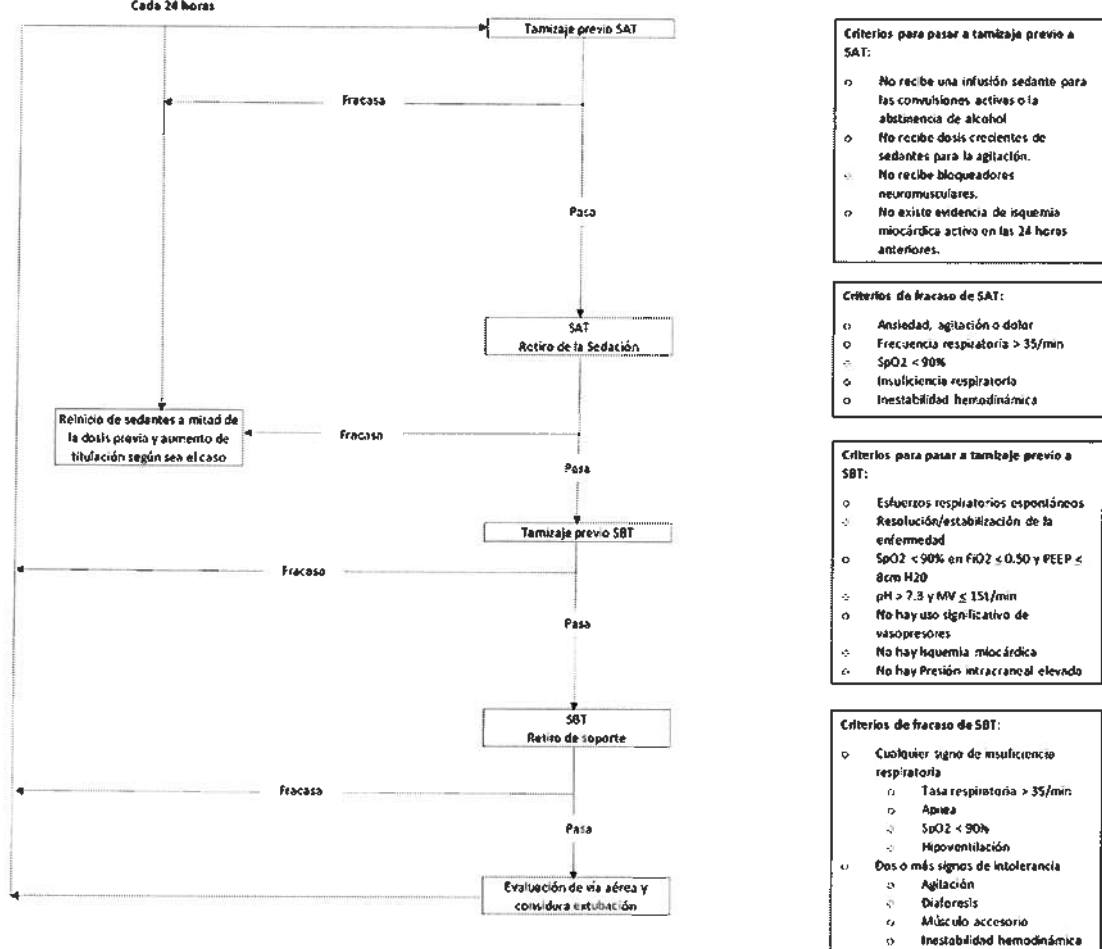 Cada 24 horas
Tamizaje previo SAT
Fracasa
Pasa
SAT
Retiro de la Sedación
Reinicio de sedantes a mitad de
la dosis previa y aumento de
titulación según sea el caso
Fracasa
Pasa
Tamizaje previo SBT
Fracasa
Pasa
SBT
Retiro de soporte
Fracasa
Pasa
Evaluación de vía aérea y
considura extubación
Criterios para pasar a tamizaje previo a
SAT:
No recibe una infusión sedante para
las convulsiones activas o la
abstinencia de alcohol
No recibe dosis crecientes de
sedantes para la agitación.
No recibe bloqueadores
neuromusculares.
No existe evidencia de isquemia
miocárdica activa en las 24 horas
anteriores.
Criterios de fracaso de SAT:
Ansiedad, agitación o dolor
Frecuencia respiratoria > 35/min
SpO2 < 90%
Insuficiencia respiratoria
Inestabilidad hemodinámica
Criterios para pasar a tamizaje previo a
SBT:
Esfuerzos respiratorios espontáneos
Resolución/estabilización de la
enfermedad
SpO2 < 90% en FiO2 ≤ 0.50 y PEEP ≤
8cm H20
pH > 7.3 y MV ≤ 15L/min
No hay uso significativo de
vasopresores
No hay Isquemia miocárdica
No hay Presión intracraneal elevada
Criterios de fracaso de SBT:
Cualquier signo de insuficiencia
respiratoria
Tasa respiratoria > 35/min
Apnea
SpO2 < 90%
Hipoventilación
Dos o más signos de intolerancia
Agitación
Diaforesis
Músculo accesorio
Inestabilidad hemodinámica